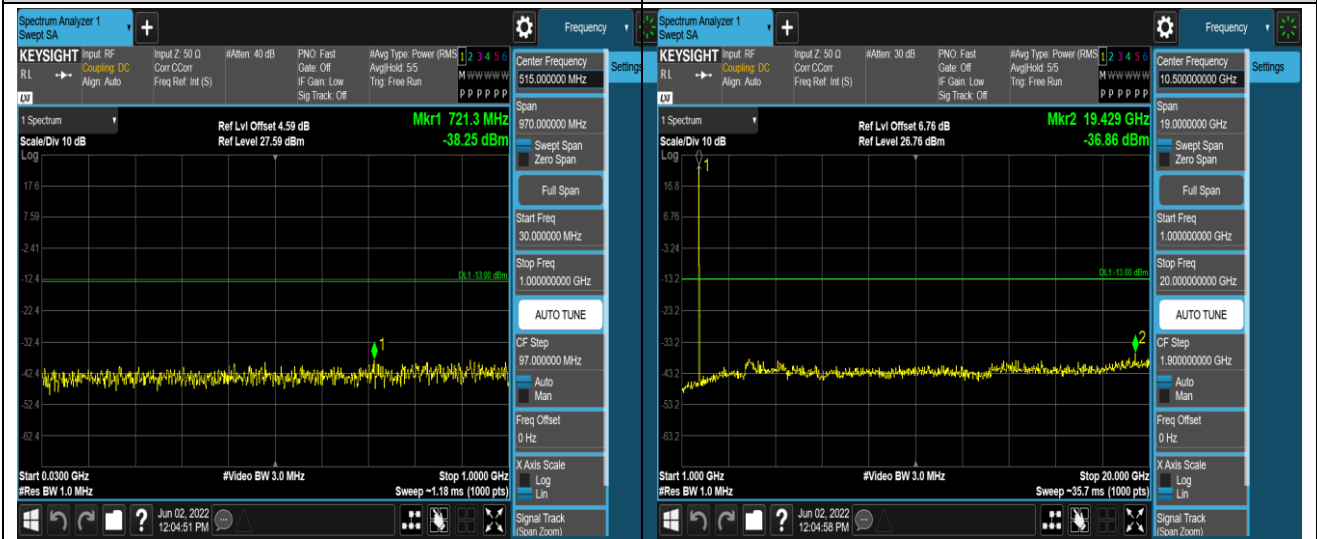 Spectrum Analyzer 1
Swept SA
+
Frequency
KEYSIGHT
RL
LXI
Input: RF
Coupling: DC
Align: Auto
Input Z: 50 Ω
Corr CCorr
Freq Ref: Int (S)
#Atten: 40 dB
PNO: Fast
Gate: Off
IF Gain: Low
Sig Track: Off
#Avg Type: Power (RMS
Avg|Hold: 5/5
Trig: Free Run
1 2 3 4 5 6
M W W W W W
P P P P P P
Center Frequency
515.000000 MHz
Settings
Span
970.000000 MHz
Swept Span
Zero Span
Full Span
Start Freq
30.000000 MHz
Stop Freq
1.000000000 GHz
AUTO TUNE
CF Step
97.000000 MHz
Auto
Man
Freq Offset
0 Hz
X Axis Scale
Log
Lin
Signal Track
(Span Zoom)
1 Spectrum
Scale/Div 10 dB
Log
Ref Lvl Offset 4.59 dB
Ref Level 27.59 dBm
Mkr1 721.3 MHz
-38.25 dBm
17.6
7.59
-2.41
-12.4
-22.4
-32.4
-42.4
-52.4
-62.4
DL1 -13.00 dBm
1
Start 0.0300 GHz
#Res BW 1.0 MHz
#Video BW 3.0 MHz
Stop 1.0000 GHz
Sweep ~1.18 ms (1000 pts)
?
Jun 02, 2022
12:04:51 PM
Spectrum Analyzer 1
Swept SA
+
Frequency
KEYSIGHT
RL
LXI
Input: RF
Coupling: DC
Align: Auto
Input Z: 50 Ω
Corr CCorr
Freq Ref: Int (S)
#Atten: 30 dB
PNO: Fast
Gate: Off
IF Gain: Low
Sig Track: Off
#Avg Type: Power (RMS
Avg|Hold: 5/5
Trig: Free Run
1 2 3 4 5 6
M W W W W W
P P P P P P
Center Frequency
10.500000000 GHz
Settings
Span
19.0000000 GHz
Swept Span
Zero Span
Full Span
Start Freq
1.000000000 GHz
Stop Freq
20.000000000 GHz
AUTO TUNE
CF Step
1.900000000 GHz
Auto
Man
Freq Offset
0 Hz
X Axis Scale
Log
Lin
Signal Track
(Span Zoom)
1 Spectrum
Scale/Div 10 dB
Log
Ref Lvl Offset 6.76 dB
Ref Level 26.76 dBm
Mkr2 19.429 GHz
-36.86 dBm
1
16.8
6.76
-3.24
-13.2
-23.2
-33.2
-43.2
-53.2
-63.2
DL1 -13.00 dBm
2
Start 1.000 GHz
#Res BW 1.0 MHz
#Video BW 3.0 MHz
Stop 20.000 GHz
Sweep ~35.7 ms (1000 pts)
?
Jun 02, 2022
12:04:58 PM